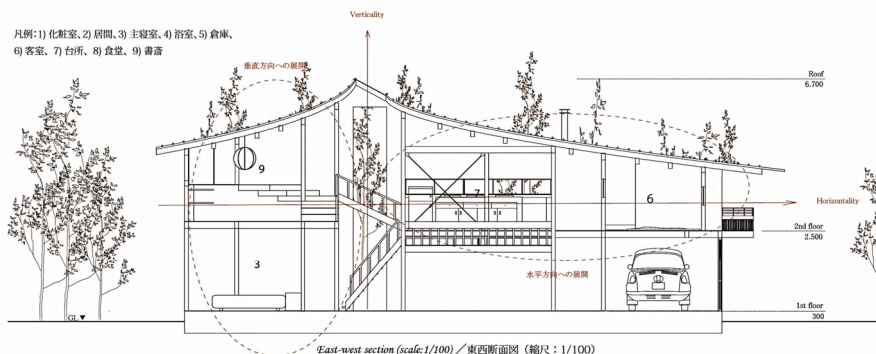 Verticality
凡例:1) 化粧室、2) 居間、3) 主寝室、4) 浴室、5) 倉庫、
6) 客室、7) 台所、8) 食堂、9) 書斎
垂直方向への展開
Roof
6,700
9
7
6
Horizontality
2nd floor
2,500
3
水平方向への展開
1st floor
300
GL▼
East-west section (scale:1/100)／東西断面図（縮尺：1/100）